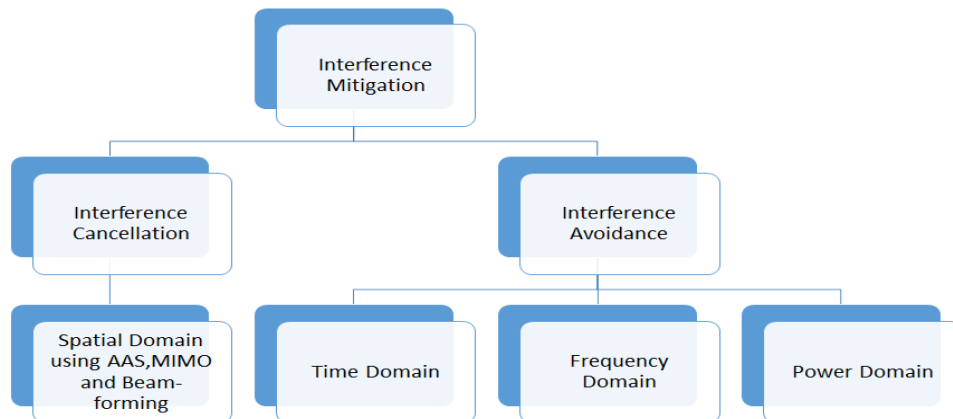 Interference
Mitigation
Interference
Cancellation
Interference
Avoidance
Spatial Domain
using AAS,MIMO
and Beam-
forming
Time Domain
Frequency
Domain
Power Domain